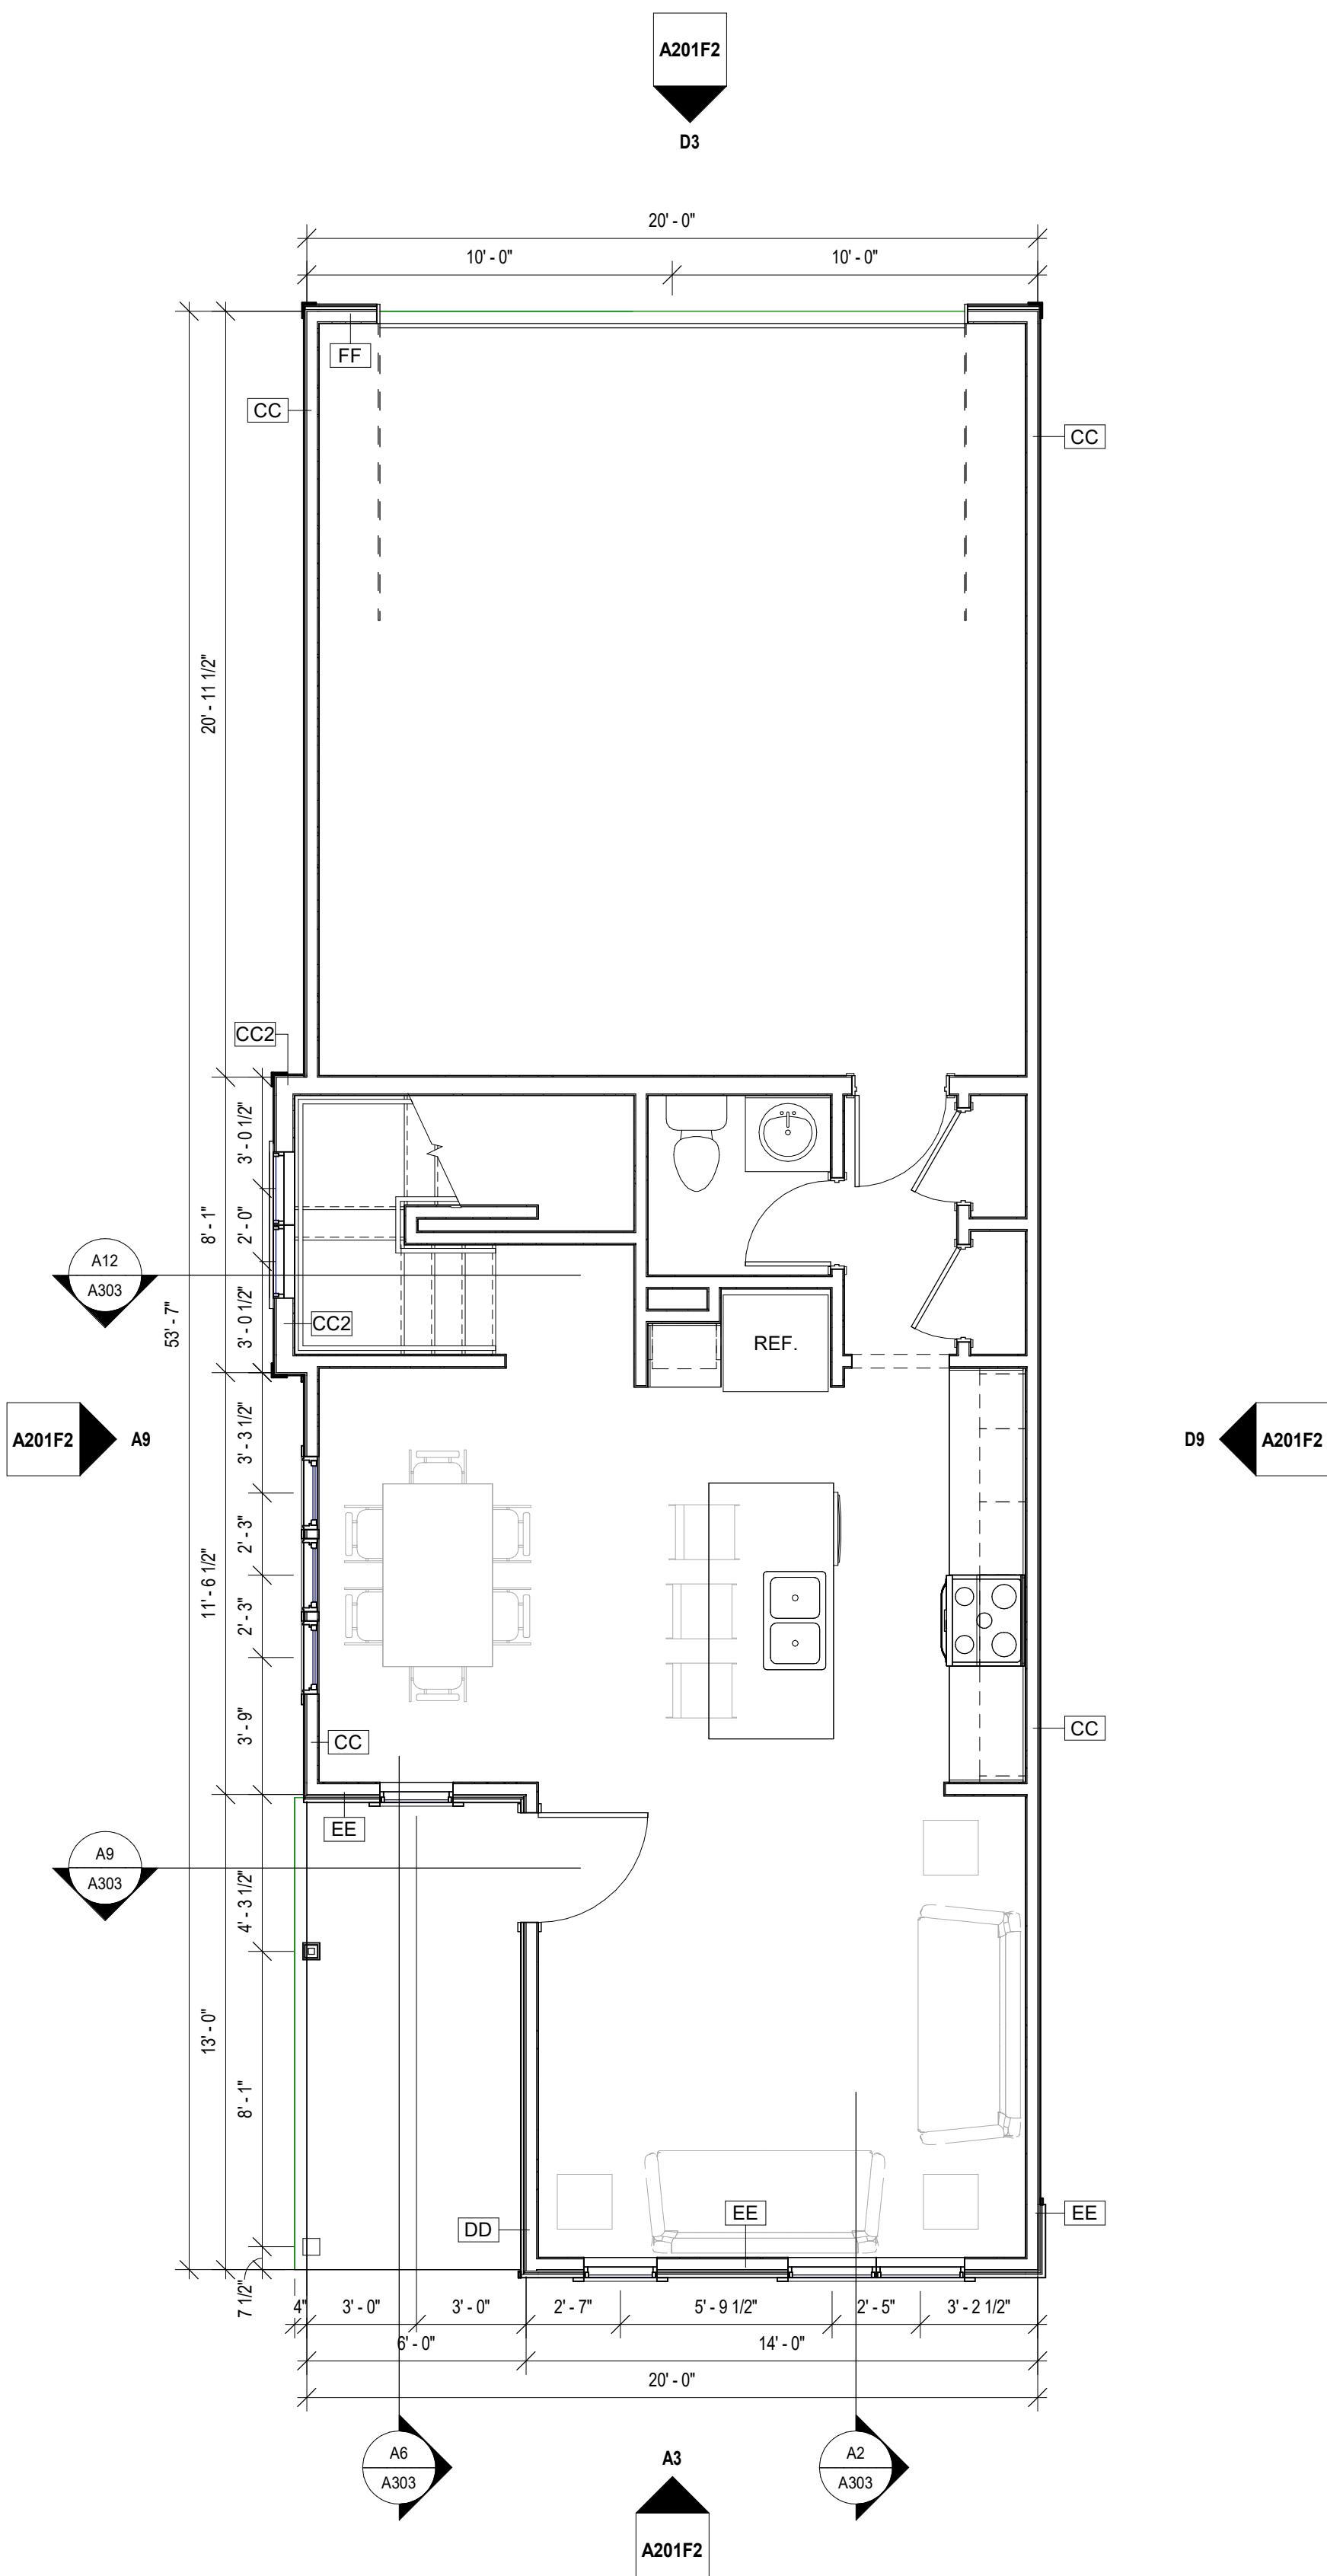 A201F2
D3
20' - 0"
10' - 0" 10' - 0"
FF
CC
CC
20' - 11 1/2"
CC2
3' - 0 1/2"
8' - 1"
2' - 0"
A12
A303
53' - 7"
3' - 0 1/2"
CC2
REF.
A201F2 A9
D9 A201F2
3' - 3 1/2"
2' - 3"
11' - 6 1/2"
2' - 3"
3' - 9"
CC
CC
EE
A9
A303
4' - 3 1/2"
13' - 0"
8' - 1"
DD
EE
EE
7 1/2"
4" 3' - 0" 3' - 0" 2' - 7" 5' - 9 1/2" 2' - 5" 3' - 2 1/2"
6' - 0" 14' - 0"
20' - 0"
A6
A303
A3
A2
A303
A201F2